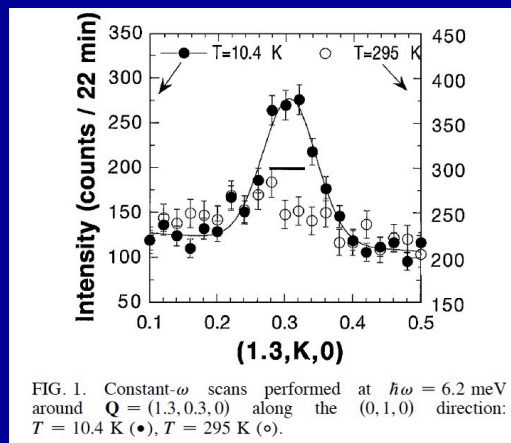 T=10.4 K T=295 K
Intensity (counts / 22 min)
350
300
250
200
150
100
50
450
400
350
300
250
200
150
0.1 0.2 0.3 0.4 0.5
(1.3,K,0)
FIG. 1. Constant-ω scans performed at ħω = 6.2 meV
around Q = (1.3,0.3,0) along the (0,1,0) direction:
T = 10.4 K (•), T = 295 K (∘).